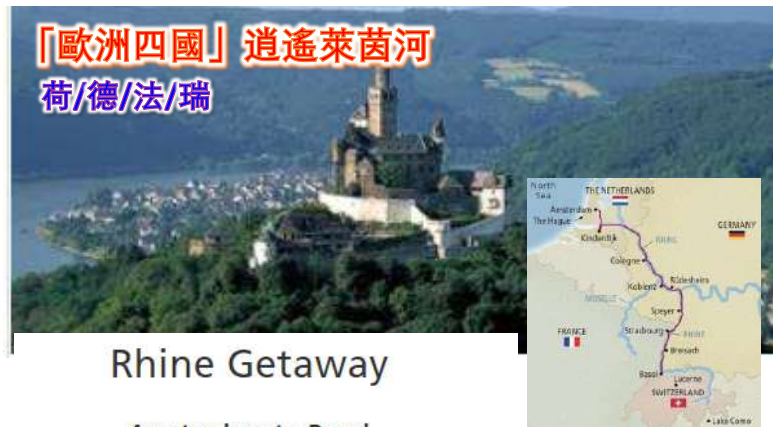 「歐洲四國」逍遙萊茵河
荷/德/法/瑞
North
Sea
THE NETHERLANDS
Amsterdam
The Hague
Kinderdijk
GERMANY
RHINE
Cologne
Koblenz
Rüdesheim
MOSELLE
Speyer
FRANCE
Strasbourg
RHINE
Breisach
Basel
Lucerne
SWITZERLAND
Lake Como
Rhine Getaway